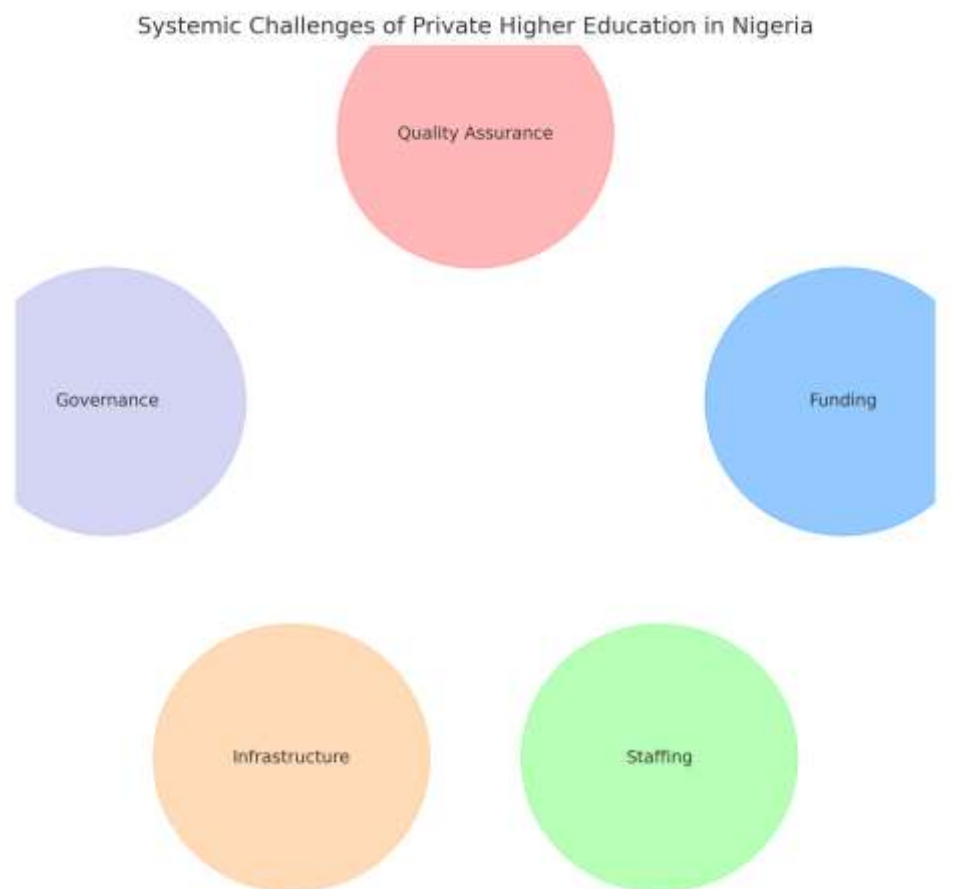 Systemic Challenges of Private Higher Education in Nigeria
Quality Assurance
Governance
Funding
Infrastructure
Staffing